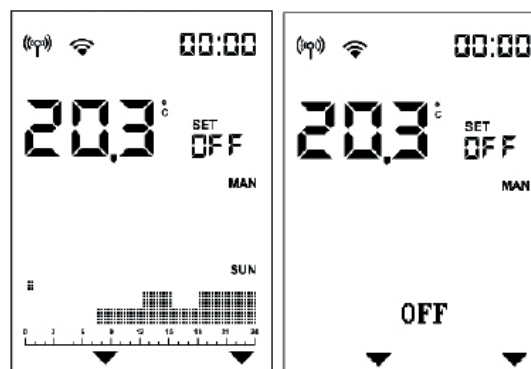 00:00
20,3 °C
SET
OFF
MAN
SUN
0 3 6 9 12 15 18 21 24
00:00
20,3 °C
SET
OFF
MAN
OFF